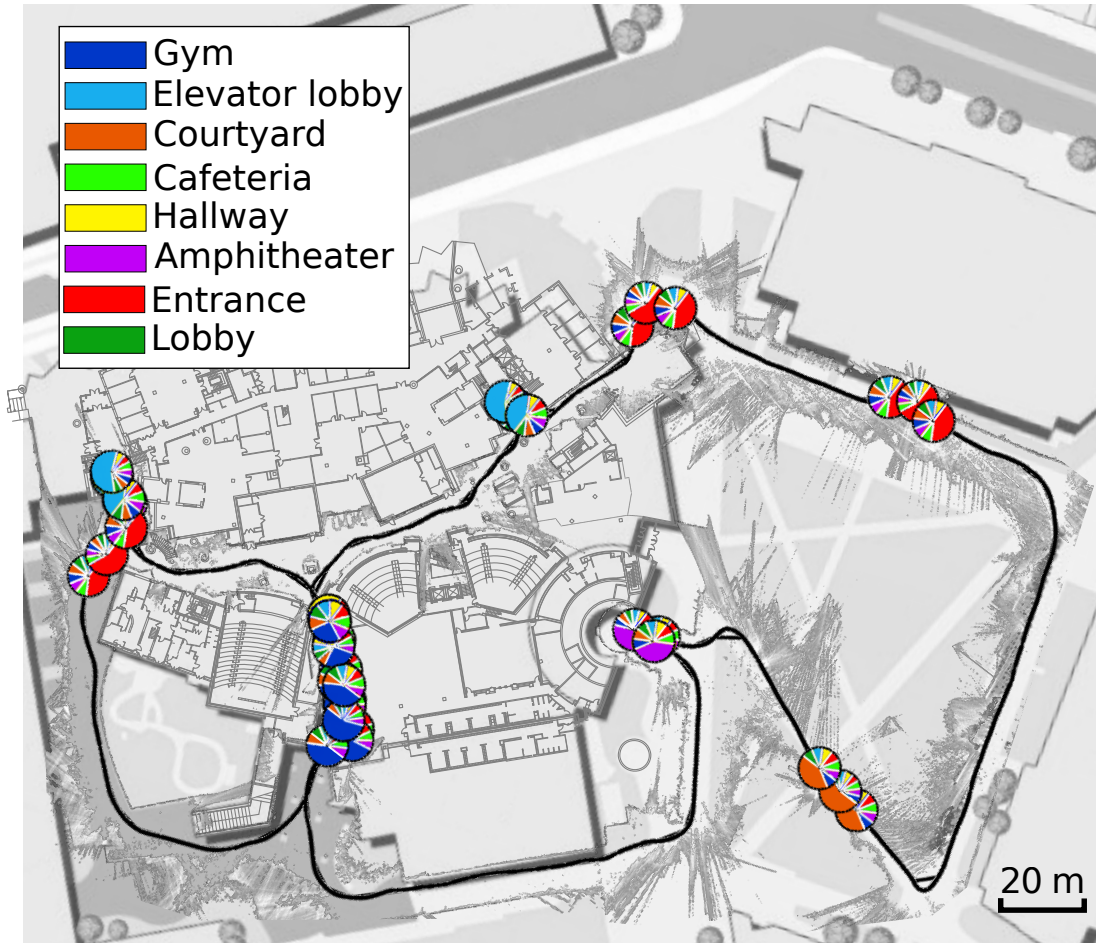 Gym
Elevator lobby
Courtyard
Cafeteria
Hallway
Amphitheater
Entrance
Lobby
20 m